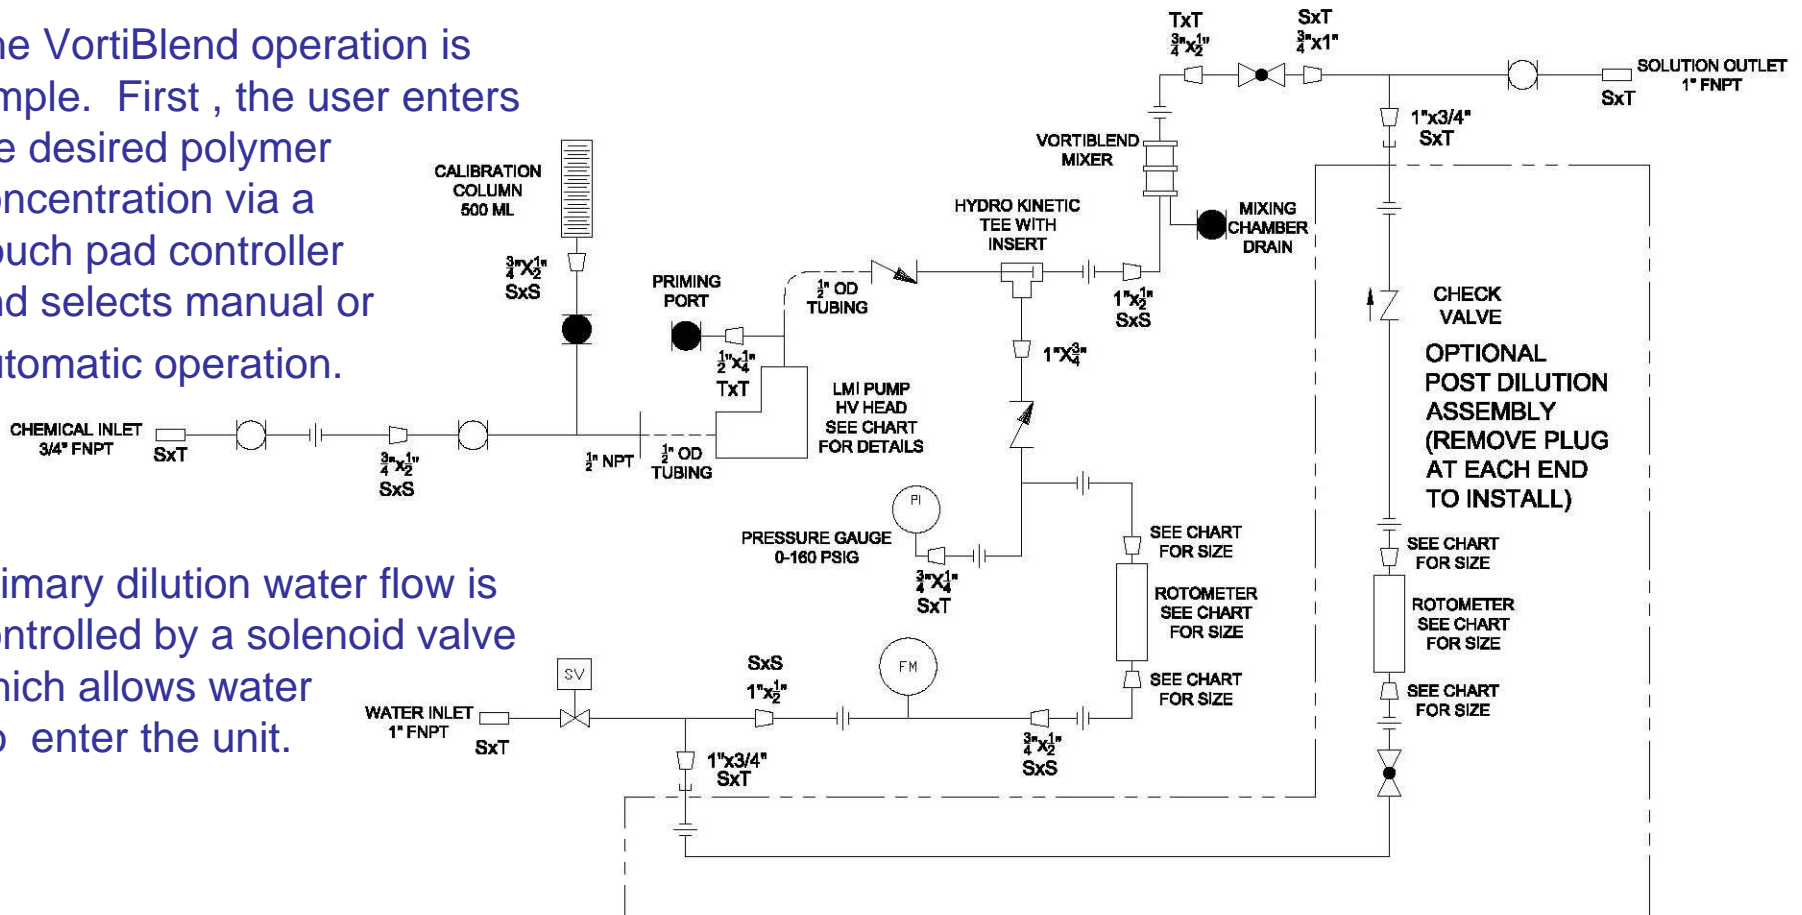 he VortiBlend operation is
mple. First , the user enters
e desired polymer
oncentration via a
ouch pad controller
nd selects manual or
utomatic operation.
rimary dilution water flow is
ontrolled by a solenoid valve
hich allows water
o enter the unit.
TxT
3/4"x1/2"
SxT
3/4"x1"
SOLUTION OUTLET
1" FNPT
SxT
1"x3/4"
SxT
VORTIBLEND
MIXER
CALIBRATION
COLUMN
500 ML
HYDRO KINETIC
TEE WITH
INSERT
MIXING
CHAMBER
DRAIN
3/4"X1/2"
SxS
PRIMING
PORT
1/2" OD
TUBING
1"x1/2"
SxS
CHECK
VALVE
1/2"x1/4"
TxT
1"X3/4"
OPTIONAL
POST DILUTION
ASSEMBLY
(REMOVE PLUG
AT EACH END
TO INSTALL)
LMI PUMP
HV HEAD
SEE CHART
FOR DETAILS
CHEMICAL INLET
3/4" FNPT
SxT
3/4"x1/2"
SxS
1/2" NPT
1/2" OD
TUBING
PI
PRESSURE GAUGE
0-160 PSIG
3/4"X1/4"
SxT
SEE CHART
FOR SIZE
SEE CHART
FOR SIZE
ROTOMETER
SEE CHART
FOR SIZE
ROTOMETER
SEE CHART
FOR SIZE
SEE CHART
FOR SIZE
SEE CHART
FOR SIZE
SV
SxS
1"x1/2"
FM
WATER INLET
1" FNPT
SxT
1"x3/4"
SxT
3/4"x1/2"
SxS